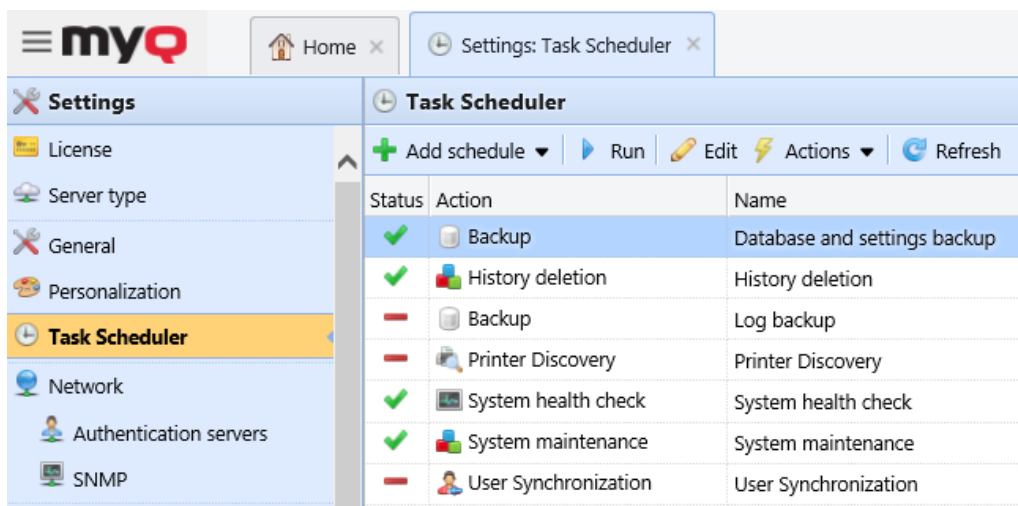 myQ
Home
Settings: Task Scheduler
Settings
Task Scheduler
License
Server type
General
Personalization
Task Scheduler
Network
Authentication servers
SNMP
Add schedule
Run
Edit
Actions
Refresh
Status Action Name
Backup Database and settings backup
History deletion History deletion
Backup Log backup
Printer Discovery Printer Discovery
System health check System health check
System maintenance System maintenance
User Synchronization User Synchronization